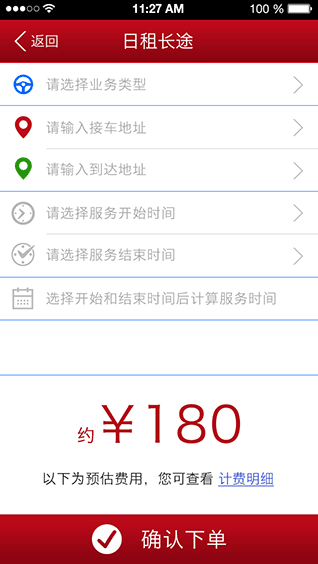 11:27 AM 100 %
返回 日租长途
请选择业务类型
请输入接车地址
请输入到达地址
请选择服务开始时间
请选择服务结束时间
选择开始和结束时间后计算服务时间
约¥180
以下为预估费用，您可查看 计费明细
确认下单